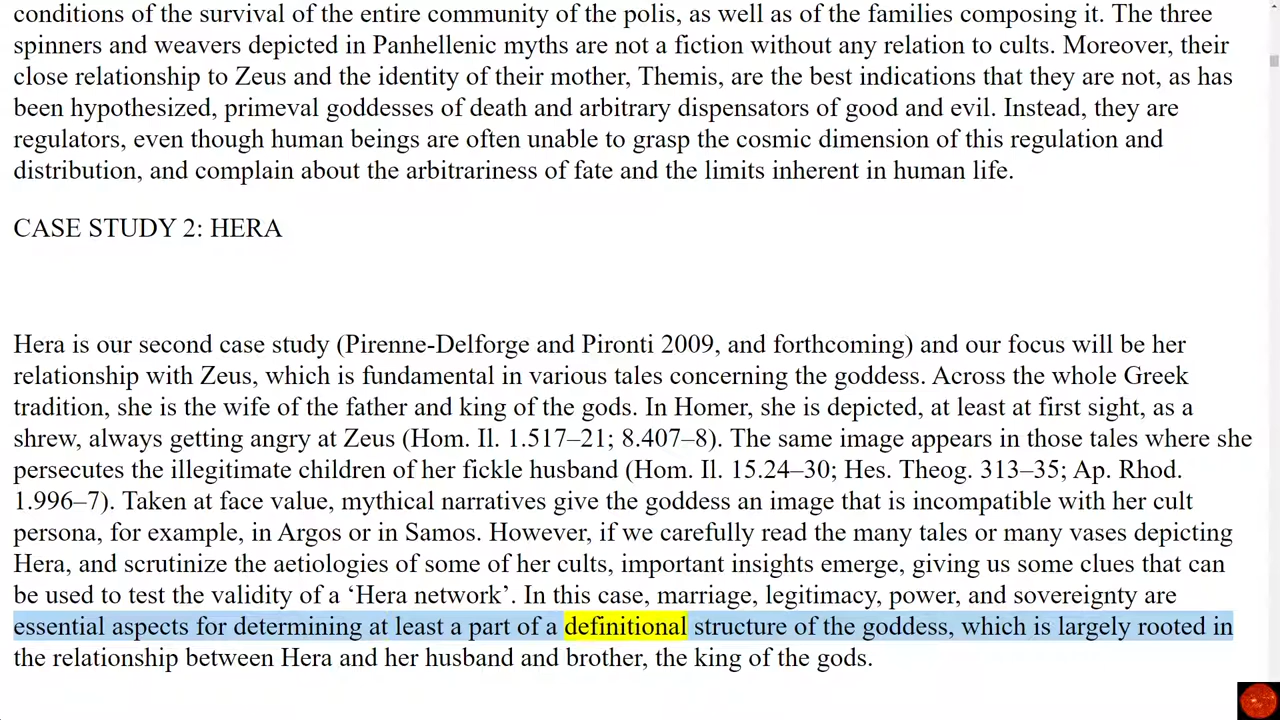 conditions of the survival of the entire community of the polis, as well as of the families composing it. The three
spinners and weavers depicted in Panhellenic myths are not a fiction without any relation to cults. Moreover, their
close relationship to Zeus and the identity of their mother, Themis, are the best indications that they are not, as has
been hypothesized, primeval goddesses of death and arbitrary dispensators of good and evil. Instead, they are
regulators, even though human beings are often unable to grasp the cosmic dimension of this regulation and
distribution, and complain about the arbitrariness of fate and the limits inherent in human life.
CASE STUDY 2: HERA
Hera is our second case study (Pirenne-Delforge and Pironti 2009, and forthcoming) and our focus will be her
relationship with Zeus, which is fundamental in various tales concerning the goddess. Across the whole Greek
tradition, she is the wife of the father and king of the gods. In Homer, she is depicted, at least at first sight, as a
shrew, always getting angry at Zeus (Hom. Il. 1.517–21; 8.407–8). The same image appears in those tales where she
persecutes the illegitimate children of her fickle husband (Hom. Il. 15.24–30; Hes. Theog. 313–35; Ap. Rhod.
1.996–7). Taken at face value, mythical narratives give the goddess an image that is incompatible with her cult
persona, for example, in Argos or in Samos. However, if we carefully read the many tales or many vases depicting
Hera, and scrutinize the aetiologies of some of her cults, important insights emerge, giving us some clues that can
be used to test the validity of a ‘Hera network’. In this case, marriage, legitimacy, power, and sovereignty are
essential aspects for determining at least a part of a definitional structure of the goddess, which is largely rooted in
the relationship between Hera and her husband and brother, the king of the gods.